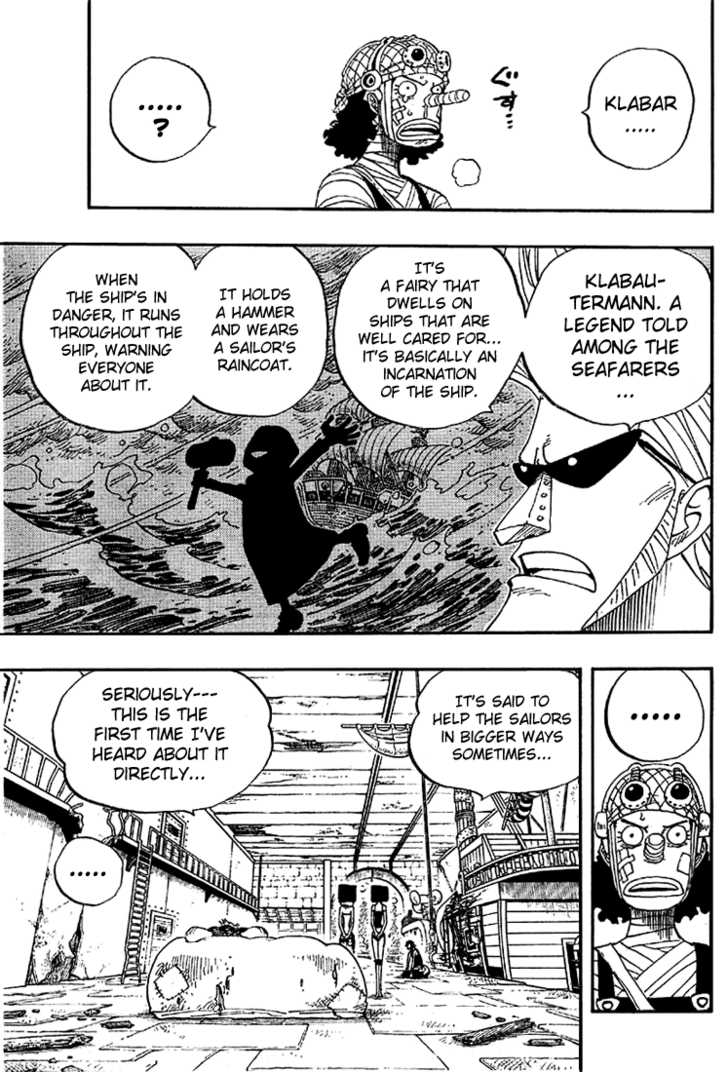 KLABAR
.....
ぐす...
.....
?
KLABAU-
TERMANN. A
LEGEND TOLD
AMONG THE
SEAFARERS
...
IT'S
A FAIRY THAT
DWELLS ON
SHIPS THAT ARE
WELL CARED FOR...
IT'S BASICALLY AN
INCARNATION
OF THE SHIP.
IT HOLDS
A HAMMER
AND WEARS
A SAILOR'S
RAINCOAT.
WHEN
THE SHIP'S IN
DANGER, IT RUNS
THROUGHOUT THE
SHIP, WARNING
EVERYONE
ABOUT IT.
.....
IT'S SAID TO
HELP THE SAILORS
IN BIGGER WAYS
SOMETIMES...
SERIOUSLY---
THIS IS THE
FIRST TIME I'VE
HEARD ABOUT IT
DIRECTLY...
.....